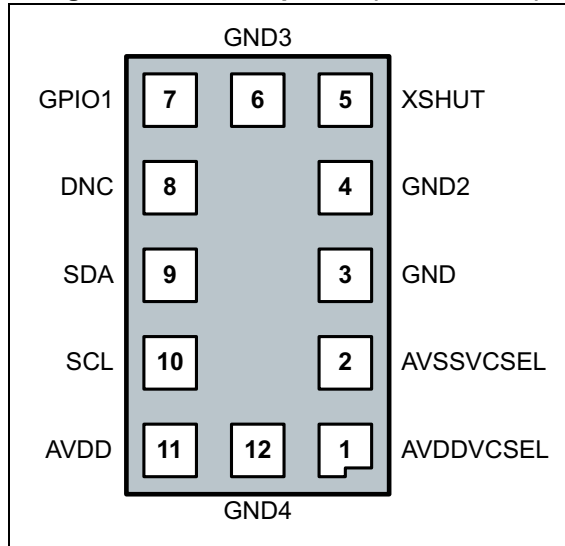 GND3
GPIO1 7 6 5 XSHUT
DNC 8 4 GND2
SDA 9 3 GND
SCL 10 2 AVSSVCSEL
AVDD 11 12 1 AVDDVCSEL
GND4